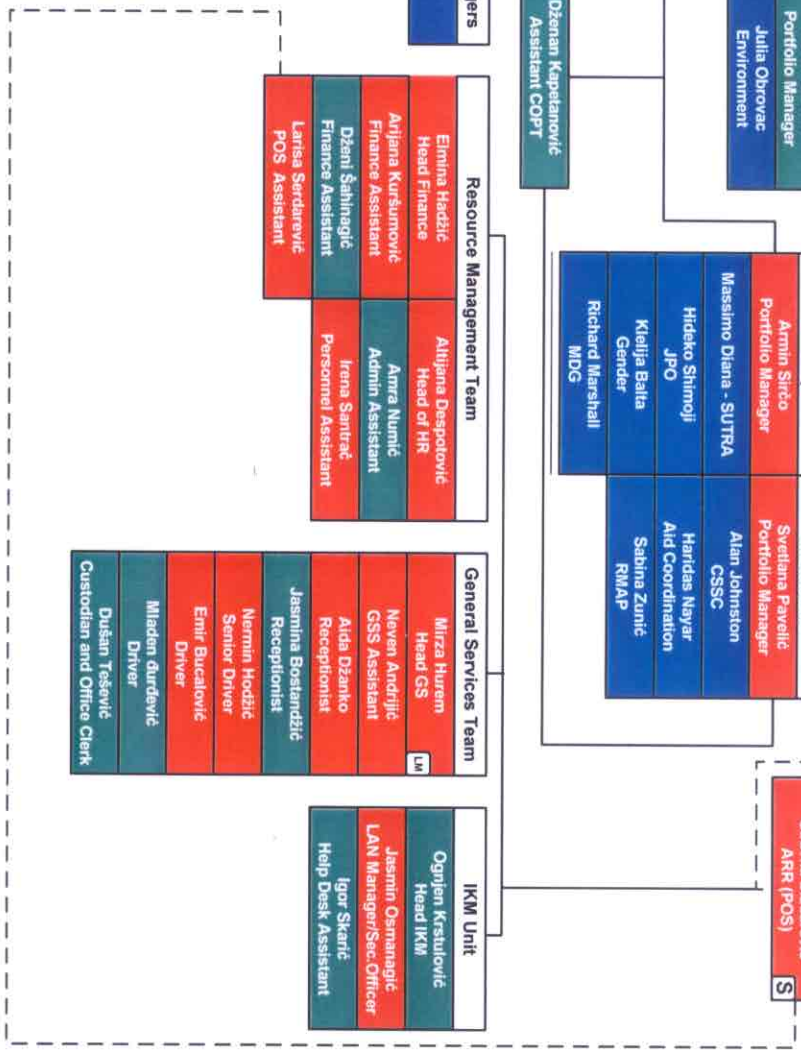 Portfolio Manager
Julia Obrovac
Environment
Dženan Kapetanović
Assistant COPT
Armin Sirćo
Portfolio Manager
Massimo Diana - SUTRA
Hideko Shimoji
JPO
Klelija Balta
Gender
Richard Marshall
MDG
Svetlana Pavelić
Portfolio Manager
Alan Johnston
CSSC
Haridas Nayar
Aid Coordination
Sabina Zunić
RMAP
ARR (POS)
S
Resource Management Team
Elmina Hadžić
Head Finance
Arijana Kuršumović
Finance Assistant
Dženi Šahinagić
Finance Assistant
Larisa Serdarević
POS Assistant
Altijana Despotović
Head of HR
Amra Numić
Admin Assistant
Irena Santrač
Personnel Assistant
General Services Team
Mirza Hurem
Head GS
LM
Neven Andrijić
GSS Assistant
Aida Džanko
Receptionist
Jasmina Bostandžić
Receptionist
Nermin Hodžić
Senior Driver
Emir Bucalović
Driver
Mladen đurđević
Driver
Dušan Tešević
Custodian and Office Clerk
IKM Unit
Ognjen Krstulović
Head IKM
Jasmin Osmanagić
LAN Manager/Sec.Officer
Igor Skarić
Help Desk Assistant